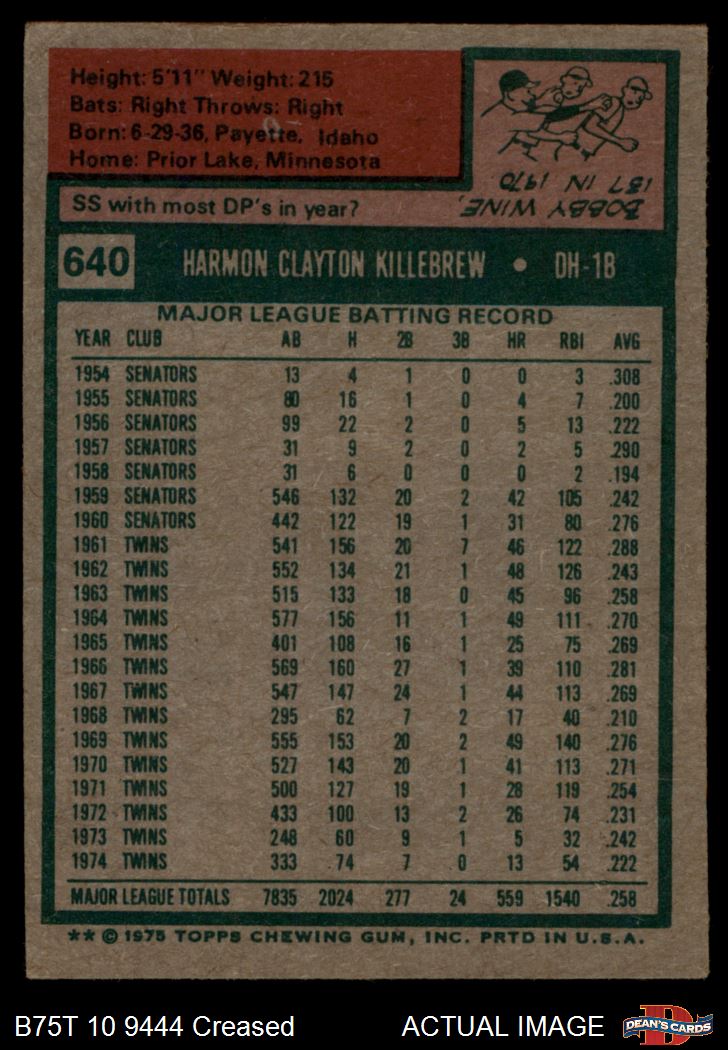 Height: 5'11" Weight: 215
Bats: Right Throws: Right
Born: 6-29-36, Payette, Idaho
Home: Prior Lake, Minnesota
SS with most DP's in year?
BOBBY WINE,
137 IN 1970.
640 HARMON CLAYTON KILLEBREW • DH-1B
MAJOR LEAGUE BATTING RECORD
YEAR CLUB AB H 2B 3B HR RBI AVG
1954 SENATORS 13 4 1 0 0 3 .308
1955 SENATORS 80 16 1 0 4 7 .200
1956 SENATORS 99 22 2 0 5 13 .222
1957 SENATORS 31 9 2 0 2 5 .290
1958 SENATORS 31 6 0 0 0 2 .194
1959 SENATORS 546 132 20 2 42 105 .242
1960 SENATORS 442 122 19 1 31 80 .276
1961 TWINS 541 156 20 7 46 122 .288
1962 TWINS 552 134 21 1 48 126 .243
1963 TWINS 515 133 18 0 45 96 .258
1964 TWINS 577 156 11 1 49 111 .270
1965 TWINS 401 108 16 1 25 75 .269
1966 TWINS 569 160 27 1 39 110 .281
1967 TWINS 547 147 24 1 44 113 .269
1968 TWINS 295 62 7 2 17 40 .210
1969 TWINS 555 153 20 2 49 140 .276
1970 TWINS 527 143 20 1 41 113 .271
1971 TWINS 500 127 19 1 28 119 .254
1972 TWINS 433 100 13 2 26 74 .231
1973 TWINS 248 60 9 1 5 32 .242
1974 TWINS 333 74 7 0 13 54 .222
MAJOR LEAGUE TOTALS 7835 2024 277 24 559 1540 .258
** © 1975 TOPPS CHEWING GUM, INC. PRTD IN U.S.A.
B75T 10 9444 Creased ACTUAL IMAGE
D
DEAN'S CARDS